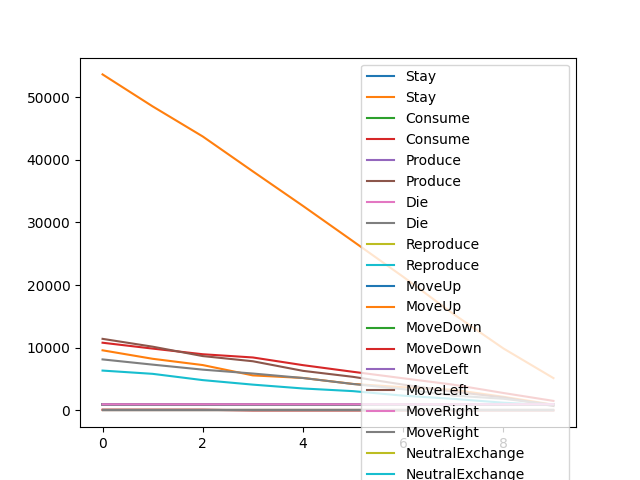 50000
40000
30000
20000
10000
0
0
2
4
6
8
Stay
Stay
Consume
Consume
Produce
Produce
Die
Die
Reproduce
Reproduce
MoveUp
MoveUp
MoveDown
MoveDown
MoveLeft
MoveLeft
MoveRight
MoveRight
NeutralExchange
NeutralExchange